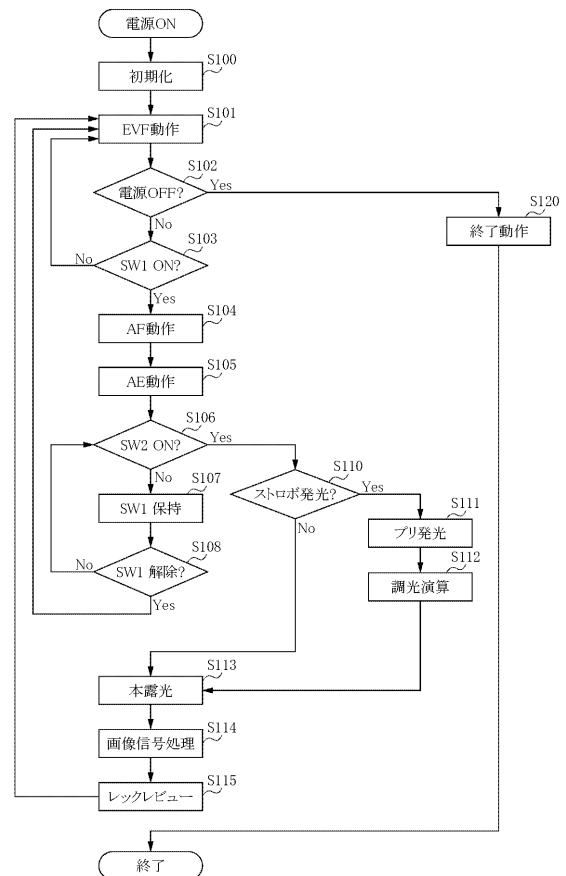 電源ON
S100
初期化
S101
EVF動作
S102
電源OFF?
Yes
No
S120
終了動作
S103
SW1 ON?
No
Yes
S104
AF動作
S105
AE動作
S106
SW2 ON?
Yes
No
S110
ストロボ発光?
Yes
No
S107
SW1 保持
S111
プリ発光
S108
SW1 解除?
No
Yes
S112
調光演算
S113
本露光
S114
画像信号処理
S115
レックレビュー
終了